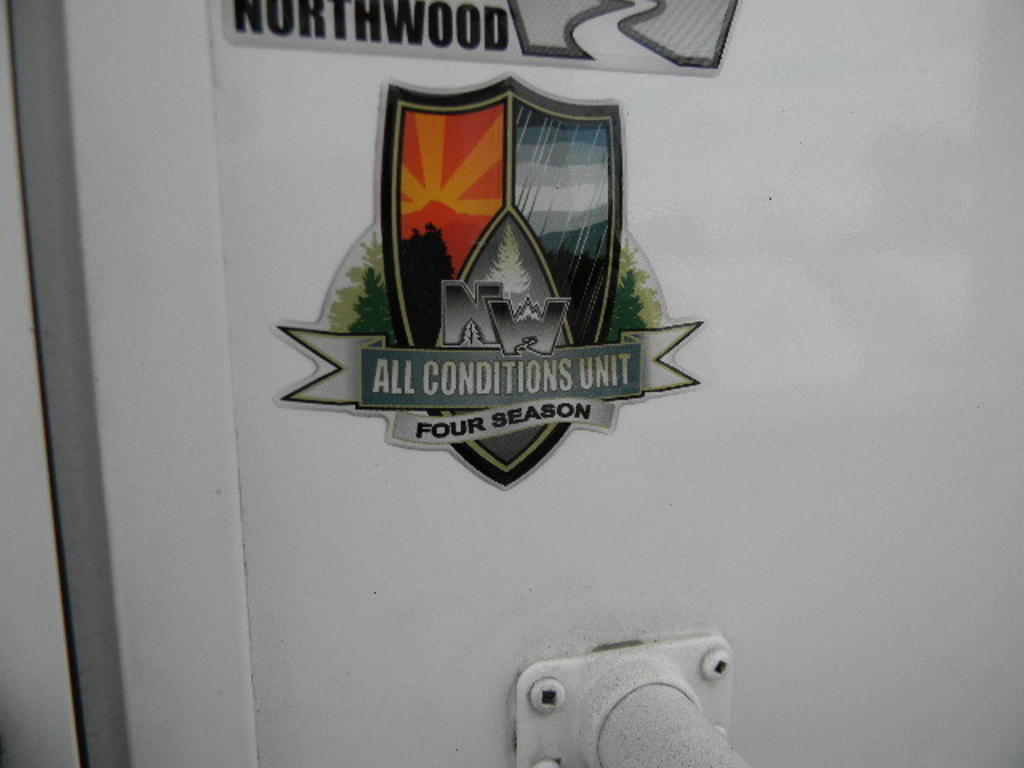 NORTHWOOD
NW
ALL CONDITIONS UNIT
FOUR SEASON